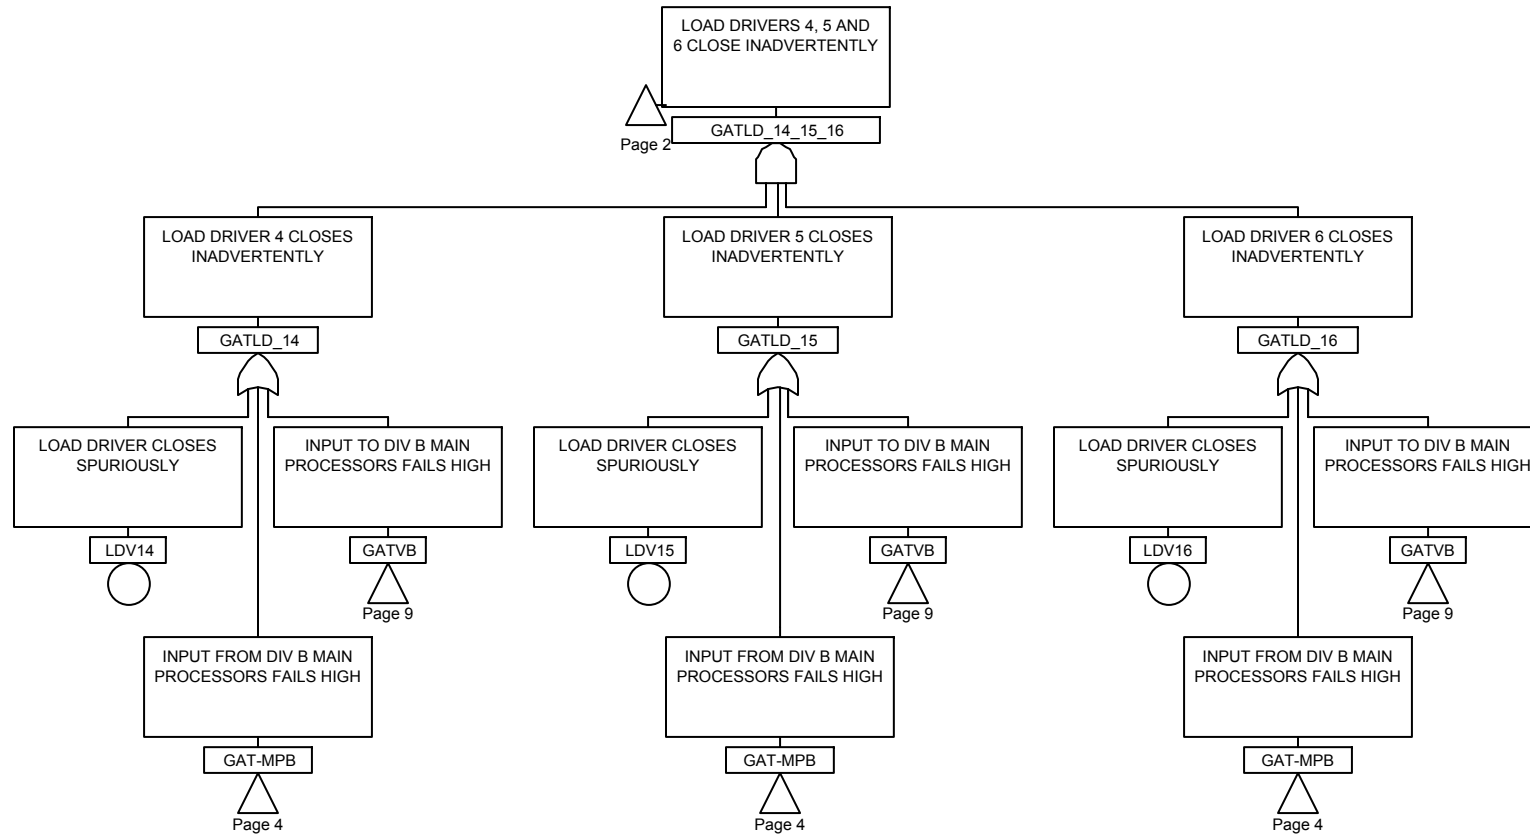 LOAD DRIVERS 4, 5 AND
6 CLOSE INADVERTENTLY
Page 2
GATLD_14_15_16
LOAD DRIVER 4 CLOSES
INADVERTENTLY
GATLD_14
LOAD DRIVER 5 CLOSES
INADVERTENTLY
GATLD_15
LOAD DRIVER 6 CLOSES
INADVERTENTLY
GATLD_16
LOAD DRIVER CLOSES
SPURIOUSLY
LDV14
INPUT TO DIV B MAIN
PROCESSORS FAILS HIGH
GATVB
Page 9
LOAD DRIVER CLOSES
SPURIOUSLY
LDV15
INPUT TO DIV B MAIN
PROCESSORS FAILS HIGH
GATVB
Page 9
LOAD DRIVER CLOSES
SPURIOUSLY
LDV16
INPUT TO DIV B MAIN
PROCESSORS FAILS HIGH
GATVB
Page 9
INPUT FROM DIV B MAIN
PROCESSORS FAILS HIGH
GAT-MPB
Page 4
INPUT FROM DIV B MAIN
PROCESSORS FAILS HIGH
GAT-MPB
Page 4
INPUT FROM DIV B MAIN
PROCESSORS FAILS HIGH
GAT-MPB
Page 4